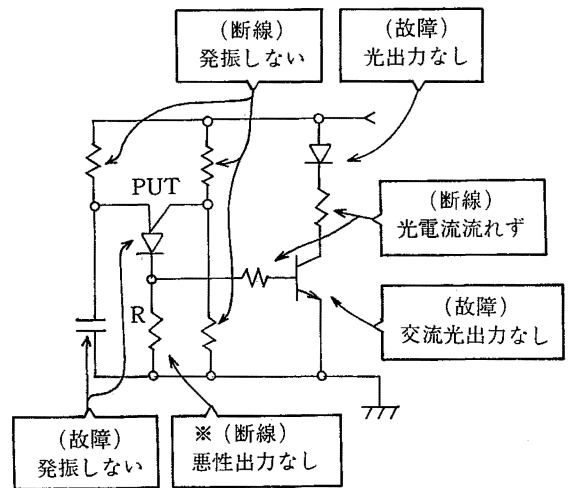 (断線)
発振しない
(故障)
光出力なし
PUT
(断線)
光電流流れず
R
(故障)
交流光出力なし
(故障)
発振しない
※(断線)
悪性出力なし